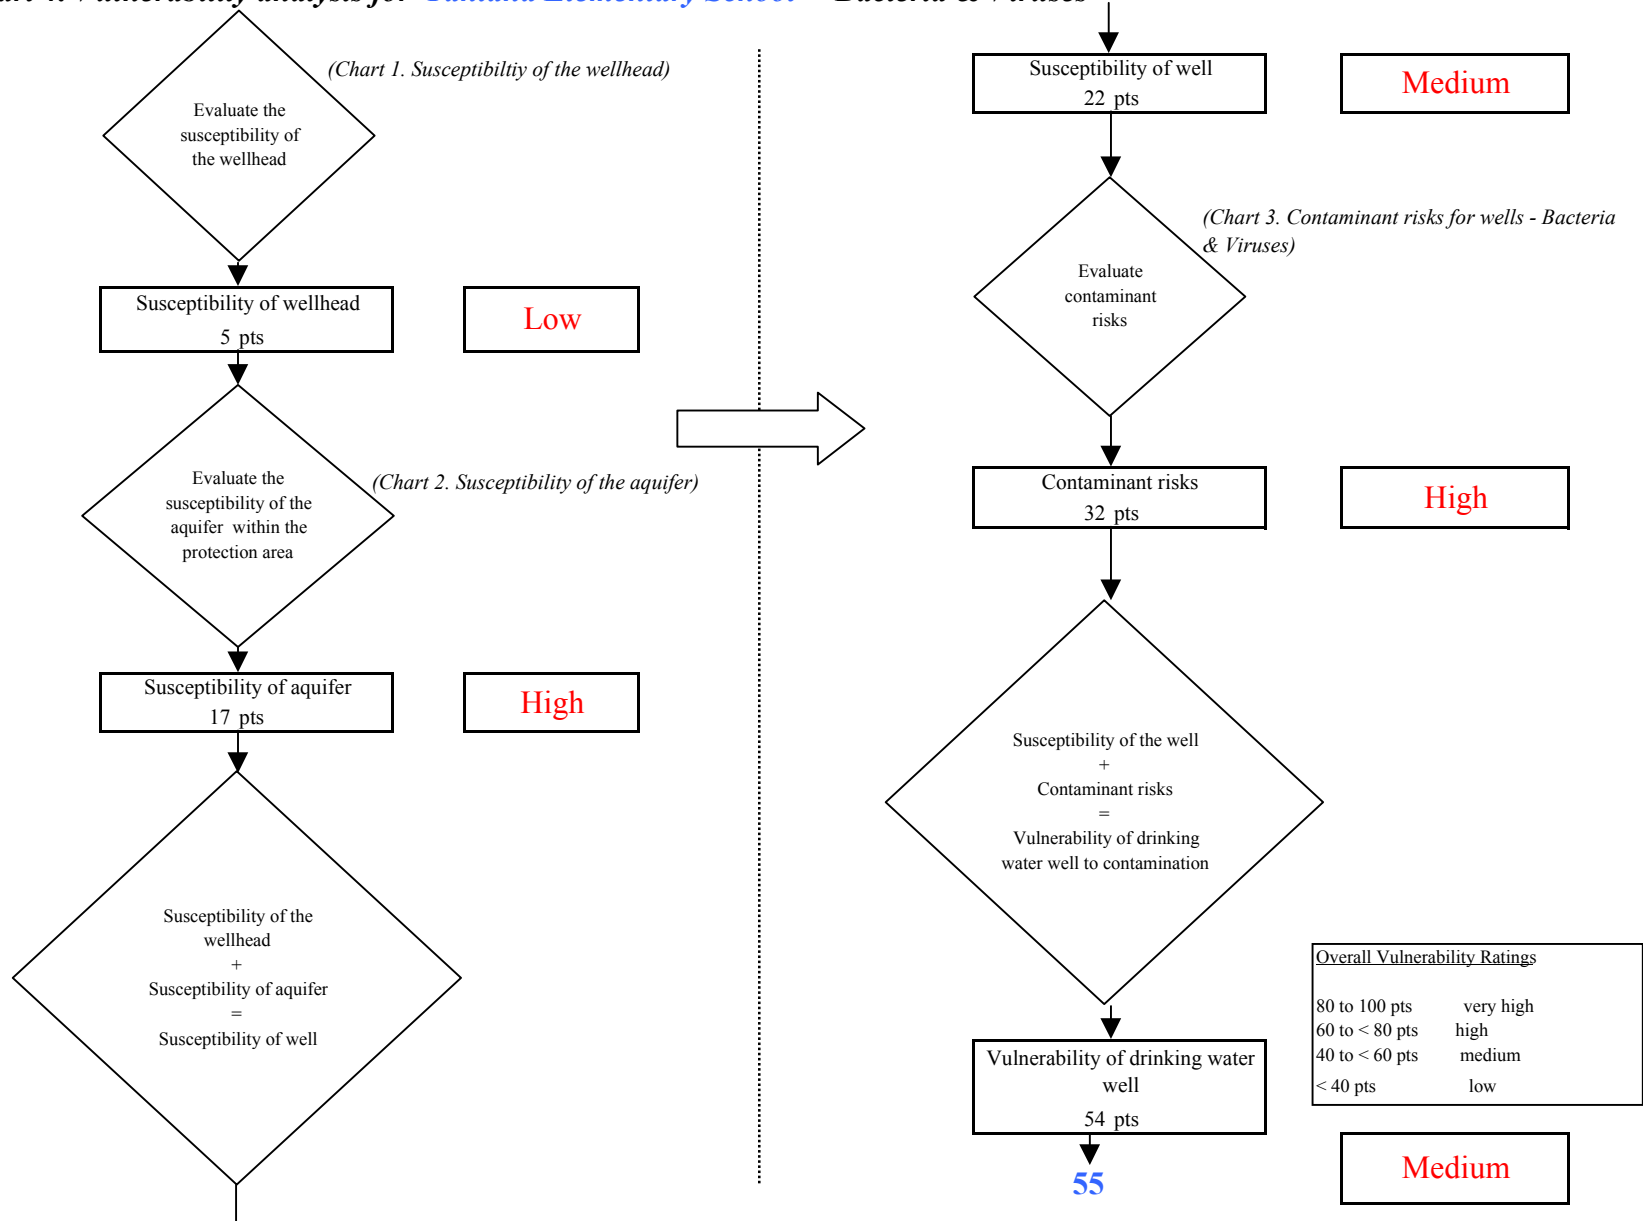 Elementary School
Bacteria & Viruses
(Chart 1. Susceptibiltiy of the wellhead)
Evaluate the
susceptibility of
the wellhead
Susceptibility of wellhead
5 pts
Low
Evaluate the
susceptibility of the
aquifer within the
protection area
(Chart 2. Susceptibility of the aquifer)
Susceptibility of aquifer
17 pts
High
Susceptibility of the
wellhead
+
Susceptibility of aquifer
=
Susceptibility of well
Susceptibility of well
22 pts
Medium
(Chart 3. Contaminant risks for wells - Bacteria
& Viruses)
Evaluate
contaminant
risks
Contaminant risks
32 pts
High
Susceptibility of the well
+
Contaminant risks
=
Vulnerability of drinking
water well to contamination
Overall Vulnerability Ratings
80 to 100 pts very high
60 to < 80 pts high
40 to < 60 pts medium
< 40 pts low
Vulnerability of drinking water
well
54 pts
55
Medium